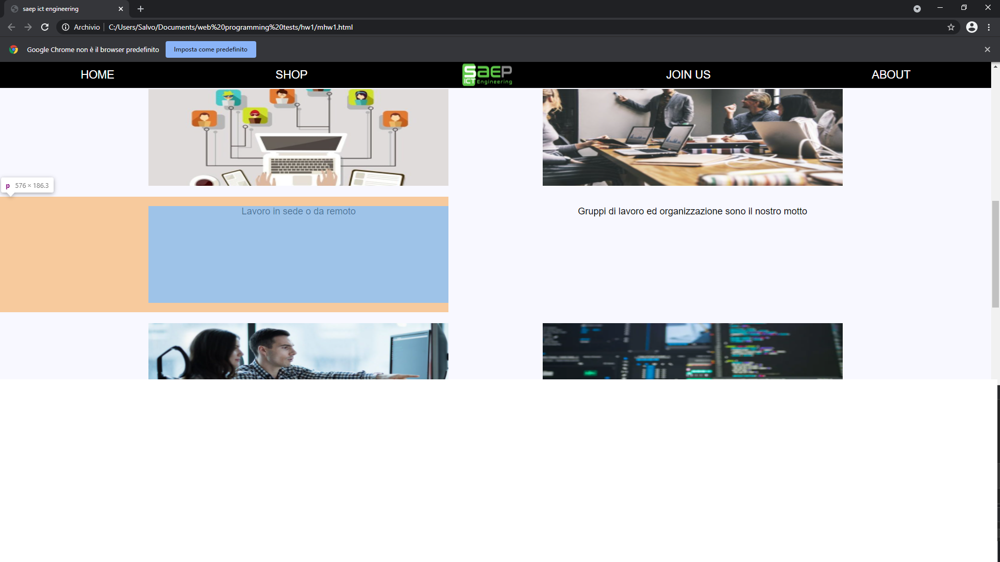 saep ict engineering
Archivio C:/Users/Salvo/Documents/web%20programming%20tests/hw1/mhw1.html
Google Chrome non è il browser predefinito Imposta come predefinito
HOME SHOP saep ICT Engineering JOIN US ABOUT
p 576 × 186.3
Lavoro in sede o da remoto Gruppi di lavoro ed organizzazione sono il nostro motto